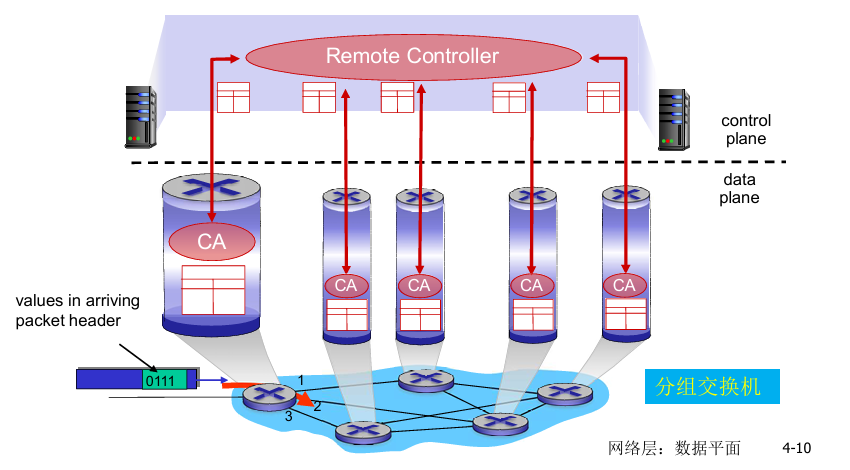 Remote Controller
control
plane
data
plane
CA
CA
CA
CA
CA
values in arriving
packet header
0111
1
2
3
分组交换机
网络层：数据平面
4-10